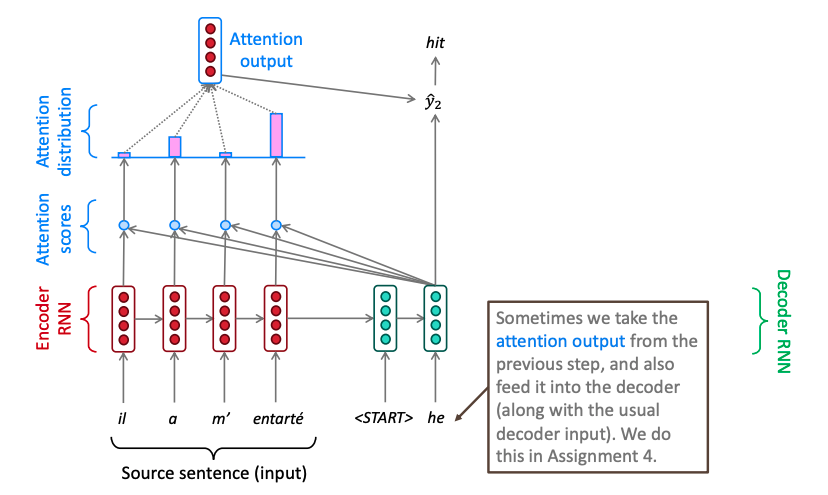 Attention
output
hit
ŷ₂
Attention
distribution
Attention
scores
Encoder
RNN
Decoder RNN
Sometimes we take the
attention output from the
previous step, and also
feed it into the decoder
(along with the usual
decoder input). We do
this in Assignment 4.
il a m’ entarté <START> he
Source sentence (input)